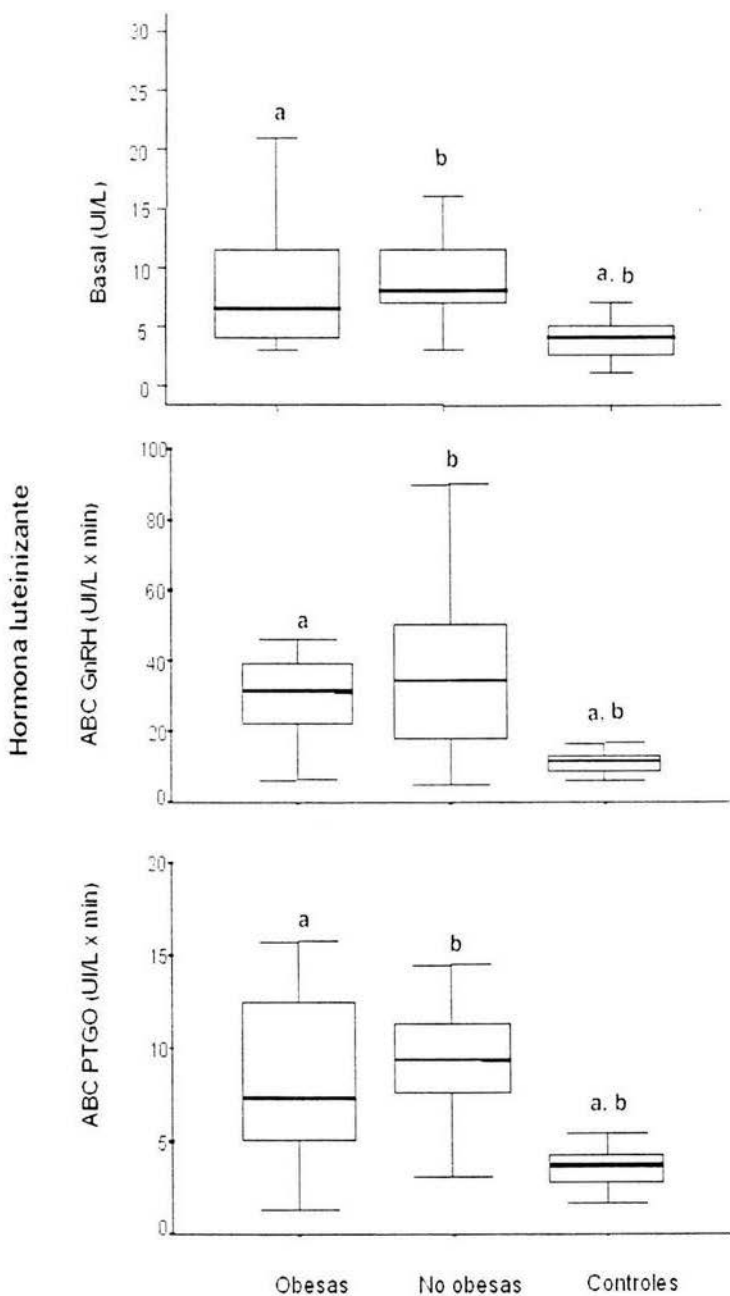 Hormona luteinizante
Basal (UI/L)
30
25
20
15
10
5
0
a
b
a. b
ABC GnRH (UI/L x min)
100
80
60
40
20
0
a
b
a. b
ABC PTGO (UI/L x min)
20
15
10
5
0
a
b
a. b
Obesas No obesas Controles